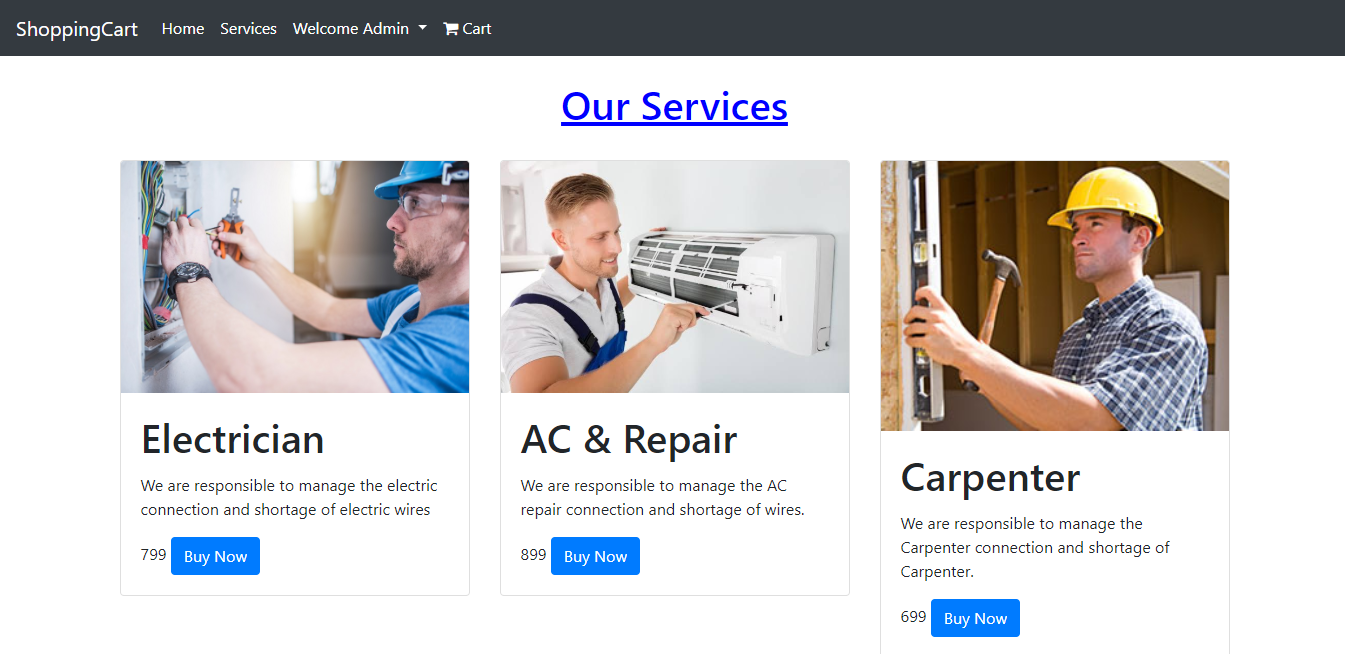 ShoppingCart Home Services Welcome Admin Cart
Our Services
Electrician
We are responsible to manage the electric
connection and shortage of electric wires
799 Buy Now
AC & Repair
We are responsible to manage the AC
repair connection and shortage of wires.
899 Buy Now
Carpenter
We are responsible to manage the
Carpenter connection and shortage of
Carpenter.
699 Buy Now